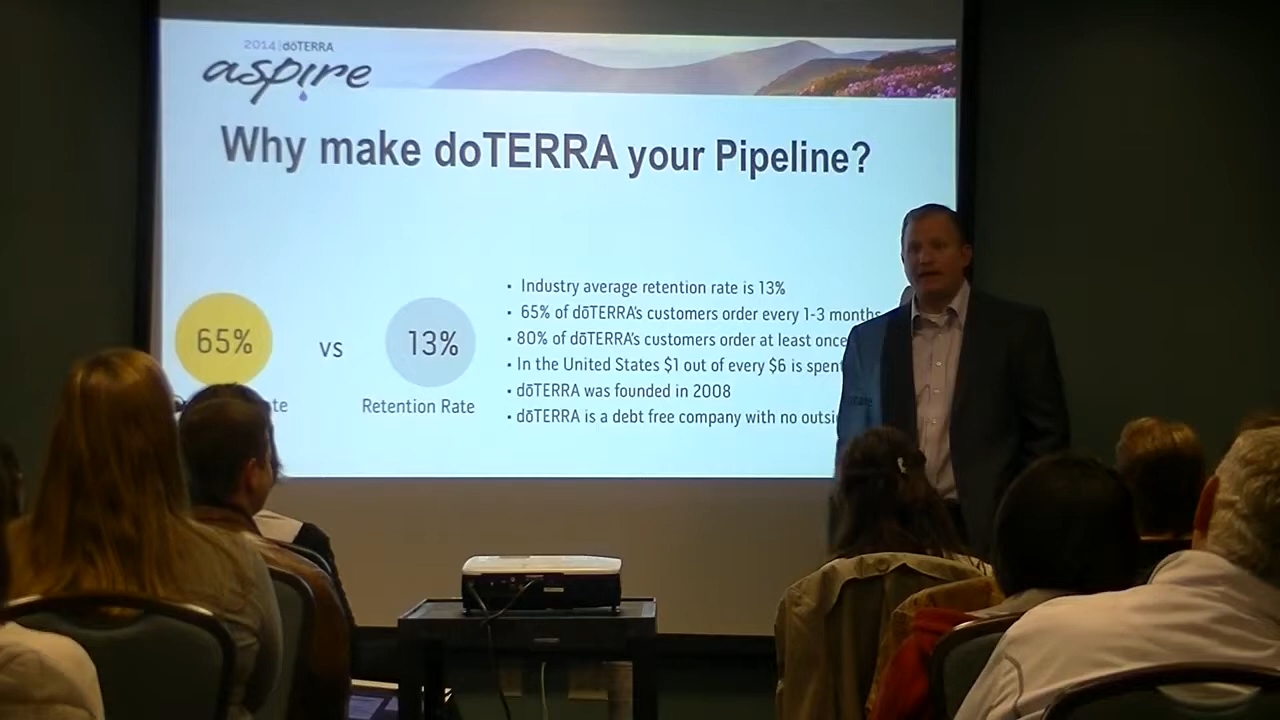 2014 | dōTERRA
aspire
Why make doTERRA your Pipeline?
65%
vs
13%
Retention Rate
• Industry average retention rate is 13%
• 65% of dōTERRA's customers order every 1-3 months
• 80% of dōTERRA's customers order at least once
• In the United States $1 out of every $6 is spent
• dōTERRA was founded in 2008
• dōTERRA is a debt free company with no